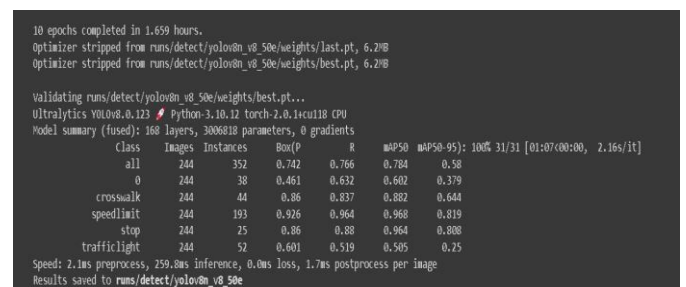 10 epochs completed in 1.659 hours.
Optimizer stripped from runs/detect/yolov8n_v8_50e/weights/last.pt, 6.2MB
Optimizer stripped from runs/detect/yolov8n_v8_50e/weights/best.pt, 6.2MB
Validating runs/detect/yolov8n_v8_50e/weights/best.pt...
Ultralytics YOLOv8.0.123 🚀 Python-3.10.12 torch-2.0.1+cu118 CPU
Model summary (fused): 168 layers, 3006818 parameters, 0 gradients
Class Images Instances Box(P R mAP50 mAP50-95): 100% 31/31 [01:07<00:00, 2.16s/it]
all 244 352 0.742 0.766 0.784 0.58
0 244 38 0.461 0.632 0.602 0.379
crosswalk 244 44 0.86 0.837 0.882 0.644
speedlimit 244 193 0.926 0.964 0.968 0.819
stop 244 25 0.86 0.88 0.964 0.808
trafficlight 244 52 0.601 0.519 0.505 0.25
Speed: 2.1ms preprocess, 259.8ms inference, 0.0ms loss, 1.7ms postprocess per image
Results saved to runs/detect/yolov8n_v8_50e